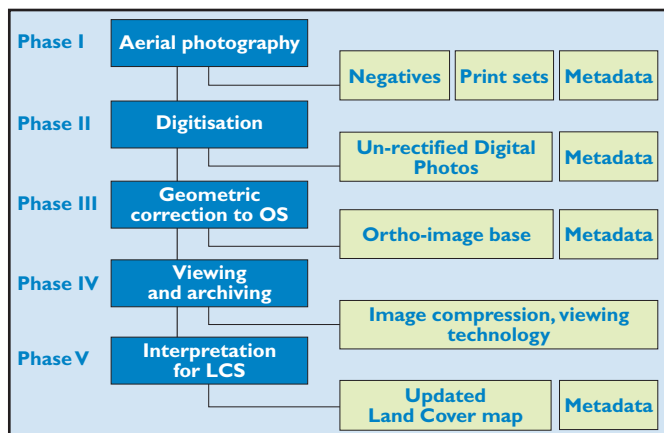 Phase I
Aerial photography
Negatives
Print sets
Metadata
Phase II
Digitisation
Un-rectified Digital
Photos
Metadata
Phase III
Geometric
correction to OS
Ortho-image base
Metadata
Phase IV
Viewing
and archiving
Image compression, viewing
technology
Phase V
Interpretation
for LCS
Updated
Land Cover map
Metadata